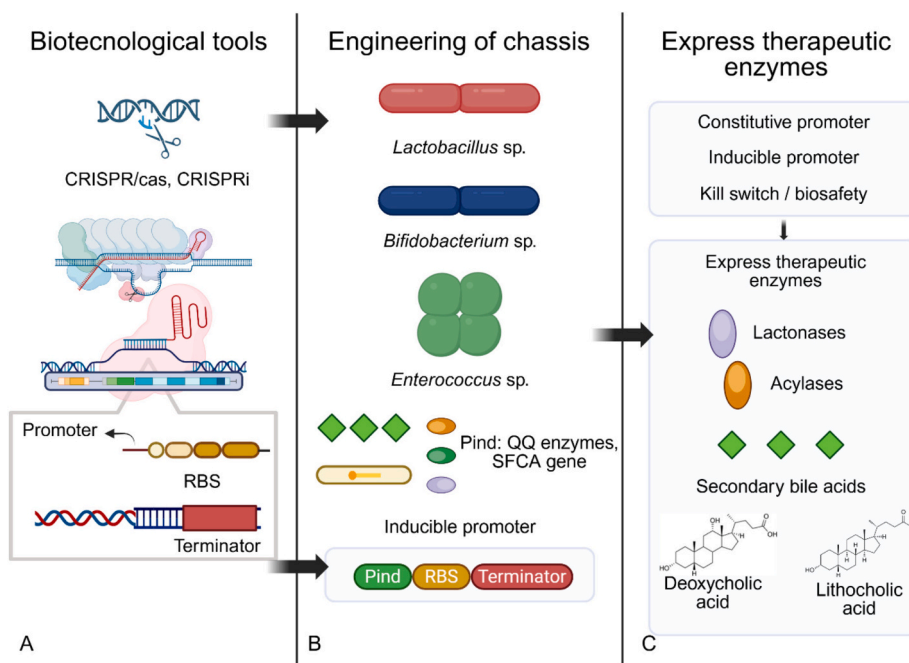 Biotecnological tools
CRISPR/cas, CRISPRi
Promoter
RBS
Terminator
A
Engineering of chassis
Lactobacillus sp.
Bifidobacterium sp.
Enterococcus sp.
Pind: QQ enzymes,
SFCA gene
Inducible promoter
Pind RBS Terminator
B
Express therapeutic
enzymes
Constitutive promoter
Inducible promoter
Kill switch / biosafety
Express therapeutic
enzymes
Lactonases
Acylases
Secondary bile acids
OH
O
OH
H
H
H
HO
H
Deoxycholic
acid
O
H
H
H
HO
H
Lithocholic
acid
C